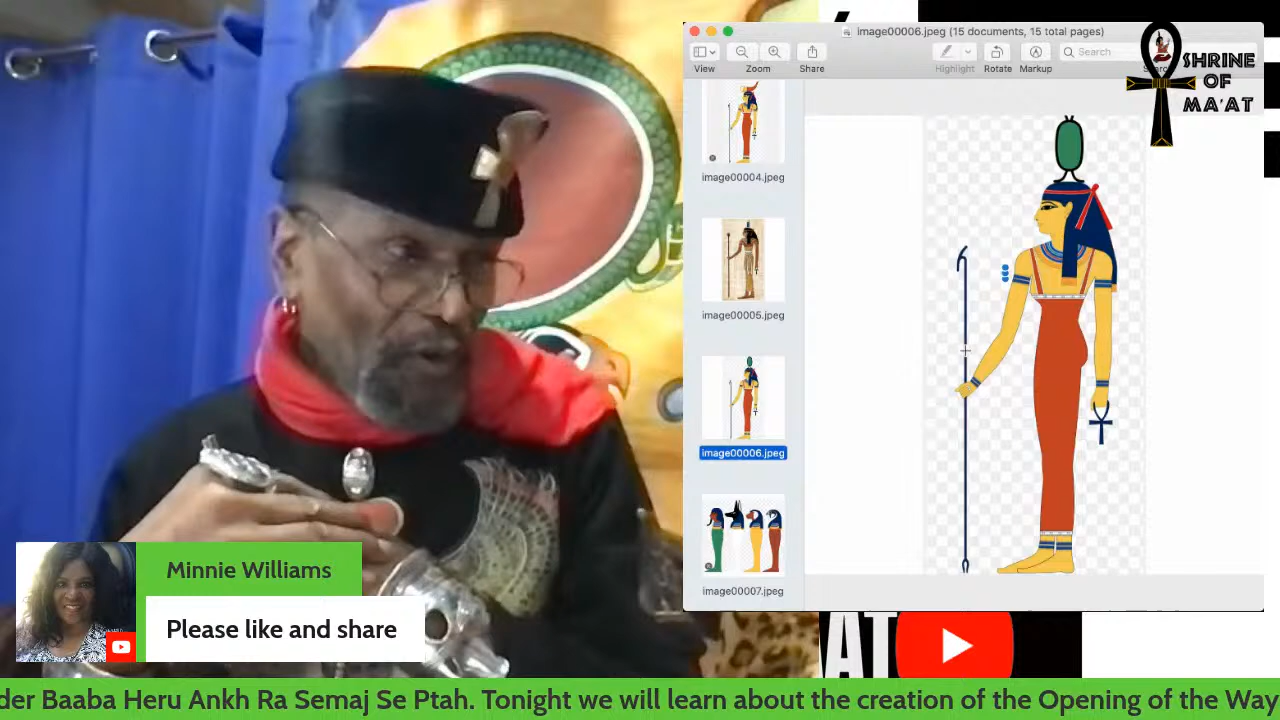 image00006.jpeg (15 documents, 15 total pages)
View
Zoom
Share
Highlight
Rotate
Markup
Search
SHRINE
OF
MA'AT
image00004.jpeg
image00005.jpeg
image00006.jpeg
image00007.jpeg
Minnie Williams
Please like and share
AT
der Baaba Heru Ankh Ra Semaj Se Ptah. Tonight we will learn about the creation of the Opening of the Way